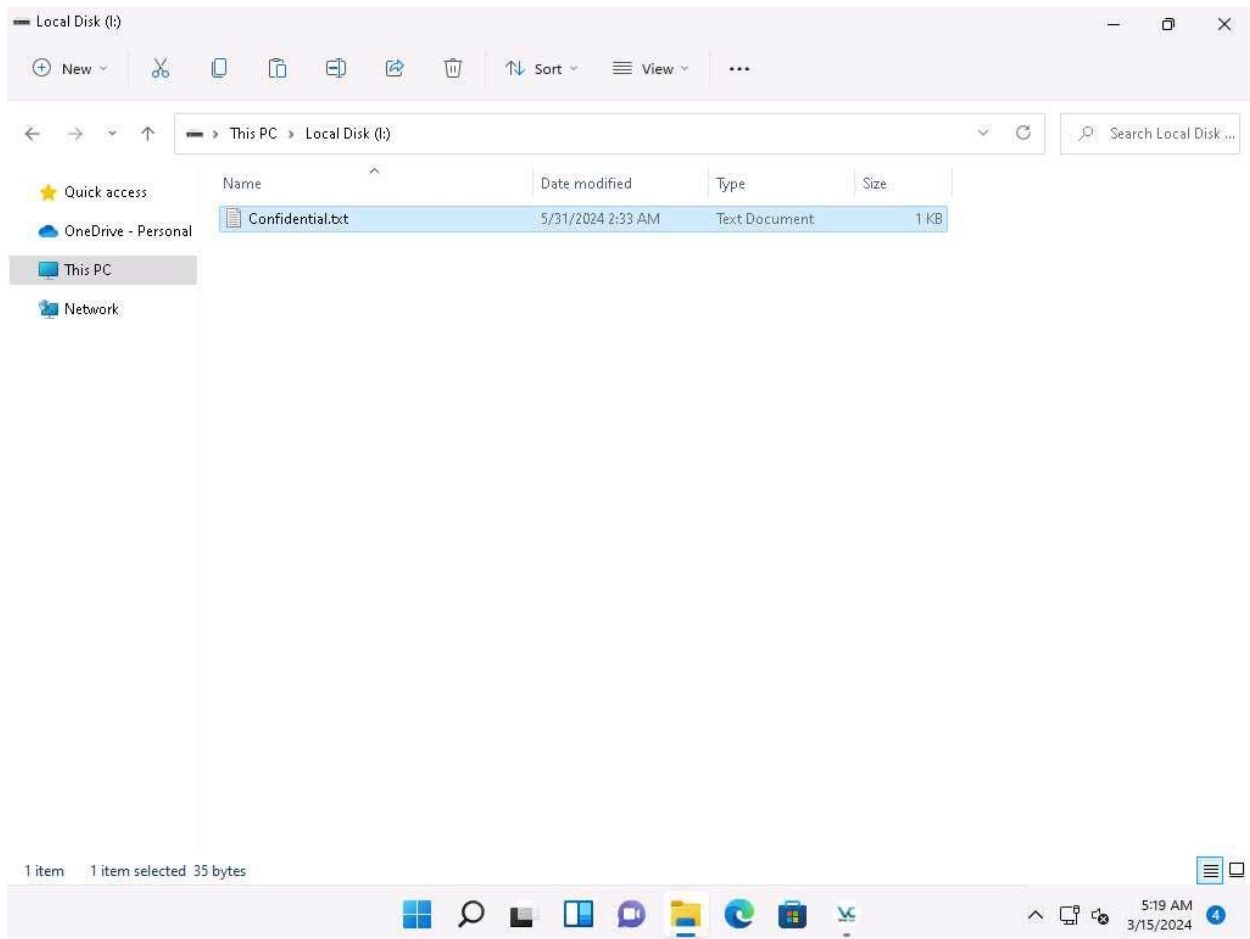 Local Disk (I:)
New Sort View
This PC > Local Disk (I:) Search Local Disk ...
Name Date modified Type Size
Quick access
Confidential.txt 5/31/2024 2:33 AM Text Document 1 KB
OneDrive - Personal
This PC
Network
1 item 1 item selected 35 bytes
5:19 AM
3/15/2024 4